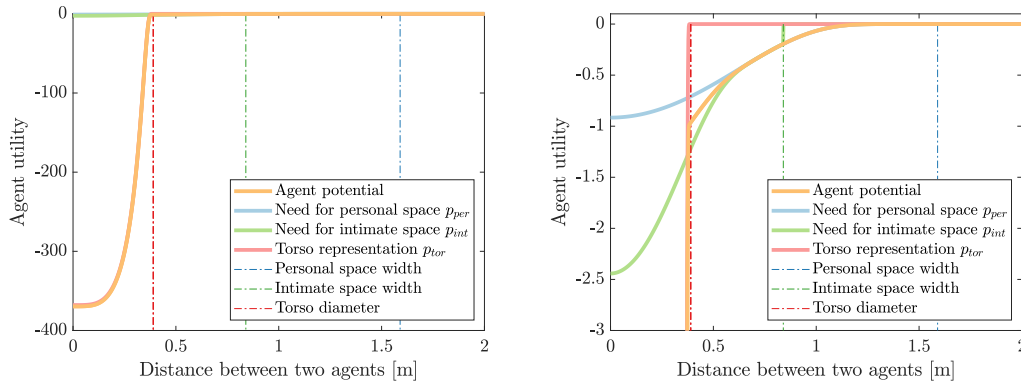 0
-100
-200
-300
-400
Agent utility
0
0.5
1
1.5
2
Distance between two agents [m]
Agent potential
Need for personal space p_per
Need for intimate space p_int
Torso representation p_tor
Personal space width
Intimate space width
Torso diameter
0
-0.5
-1
-1.5
-2
-2.5
-3
Agent utility
0
0.5
1
1.5
2
Distance between two agents [m]
Agent potential
Need for personal space p_per
Need for intimate space p_int
Torso representation p_tor
Personal space width
Intimate space width
Torso diameter